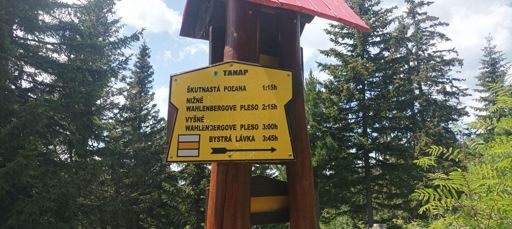 TANAP
ŠKUTNASTÁ POĽANA 1:15h
NIŽNÉ
WAHLENBERGOVE PLESO 2:15h
VYŠNÉ
WAHLENBERGOVE PLESO 3:00h
BYSTRÁ LÁVKA 3:45h